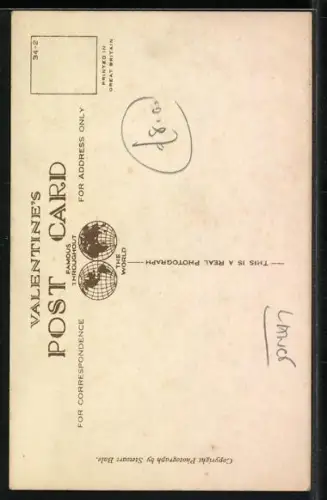 34-2
PRINTED IN
GREAT BRITAIN
VALENTINE'S
POST CARD
FAMOUS
THROUGHOUT
THE
WORLD
FOR CORRESPONDENCE
FOR ADDRESS ONLY
THIS IS A REAL PHOTOGRAPH
Copyright Photograph by Stewart Bale.